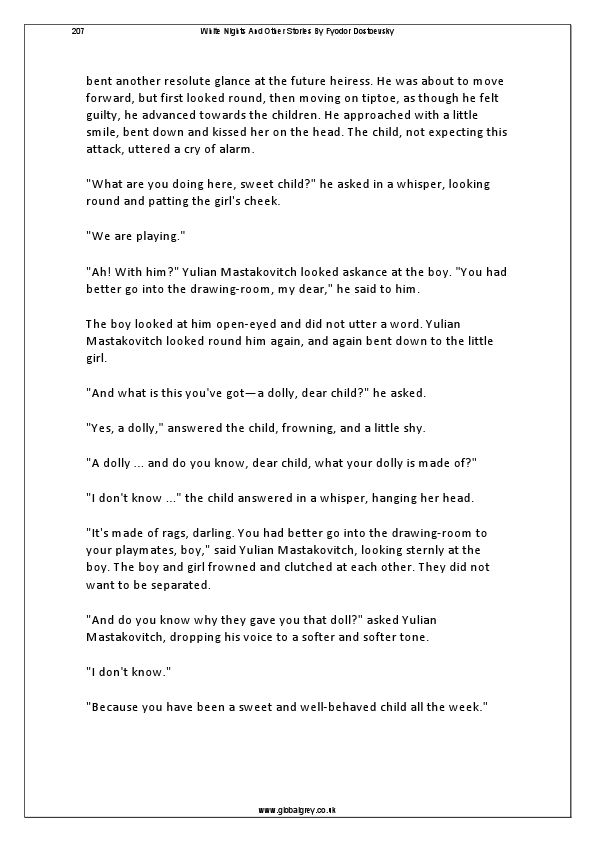 207 White Nights And Other Stories By Fyodor Dostoevsky
bent another resolute glance at the future heiress. He was about to move
forward, but first looked round, then moving on tiptoe, as though he felt
guilty, he advanced towards the children. He approached with a little
smile, bent down and kissed her on the head. The child, not expecting this
attack, uttered a cry of alarm.
"What are you doing here, sweet child?" he asked in a whisper, looking
round and patting the girl's cheek.
"We are playing."
"Ah! With him?" Yulian Mastakovitch looked askance at the boy. "You had
better go into the drawing-room, my dear," he said to him.
The boy looked at him open-eyed and did not utter a word. Yulian
Mastakovitch looked round him again, and again bent down to the little
girl.
"And what is this you've got—a dolly, dear child?" he asked.
"Yes, a dolly," answered the child, frowning, and a little shy.
"A dolly ... and do you know, dear child, what your dolly is made of?"
"I don't know ..." the child answered in a whisper, hanging her head.
"It's made of rags, darling. You had better go into the drawing-room to
your playmates, boy," said Yulian Mastakovitch, looking sternly at the
boy. The boy and girl frowned and clutched at each other. They did not
want to be separated.
"And do you know why they gave you that doll?" asked Yulian
Mastakovitch, dropping his voice to a softer and softer tone.
"I don't know."
"Because you have been a sweet and well-behaved child all the week."
www.globalgrey.co.uk